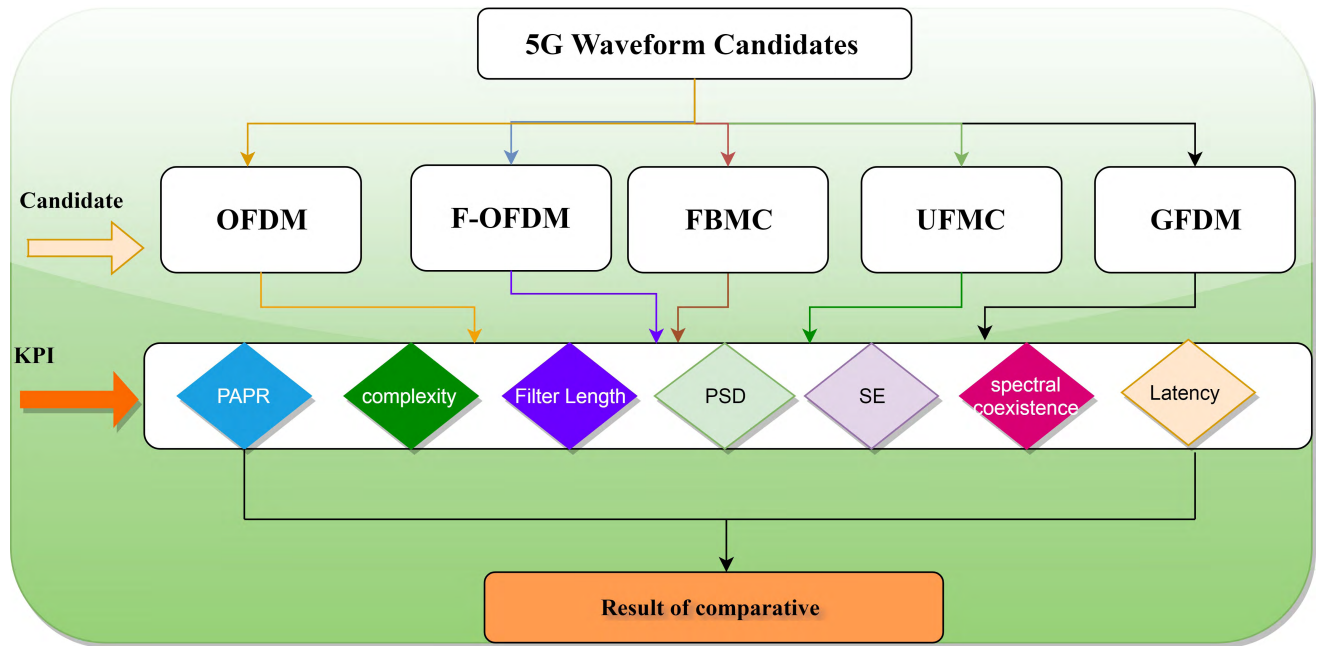 5G Waveform Candidates
Candidate
OFDM
F-OFDM
FBMC
UFMC
GFDM
KPI
PAPR
complexity
Filter Length
PSD
SE
spectral
coexistence
Latency
Result of comparative